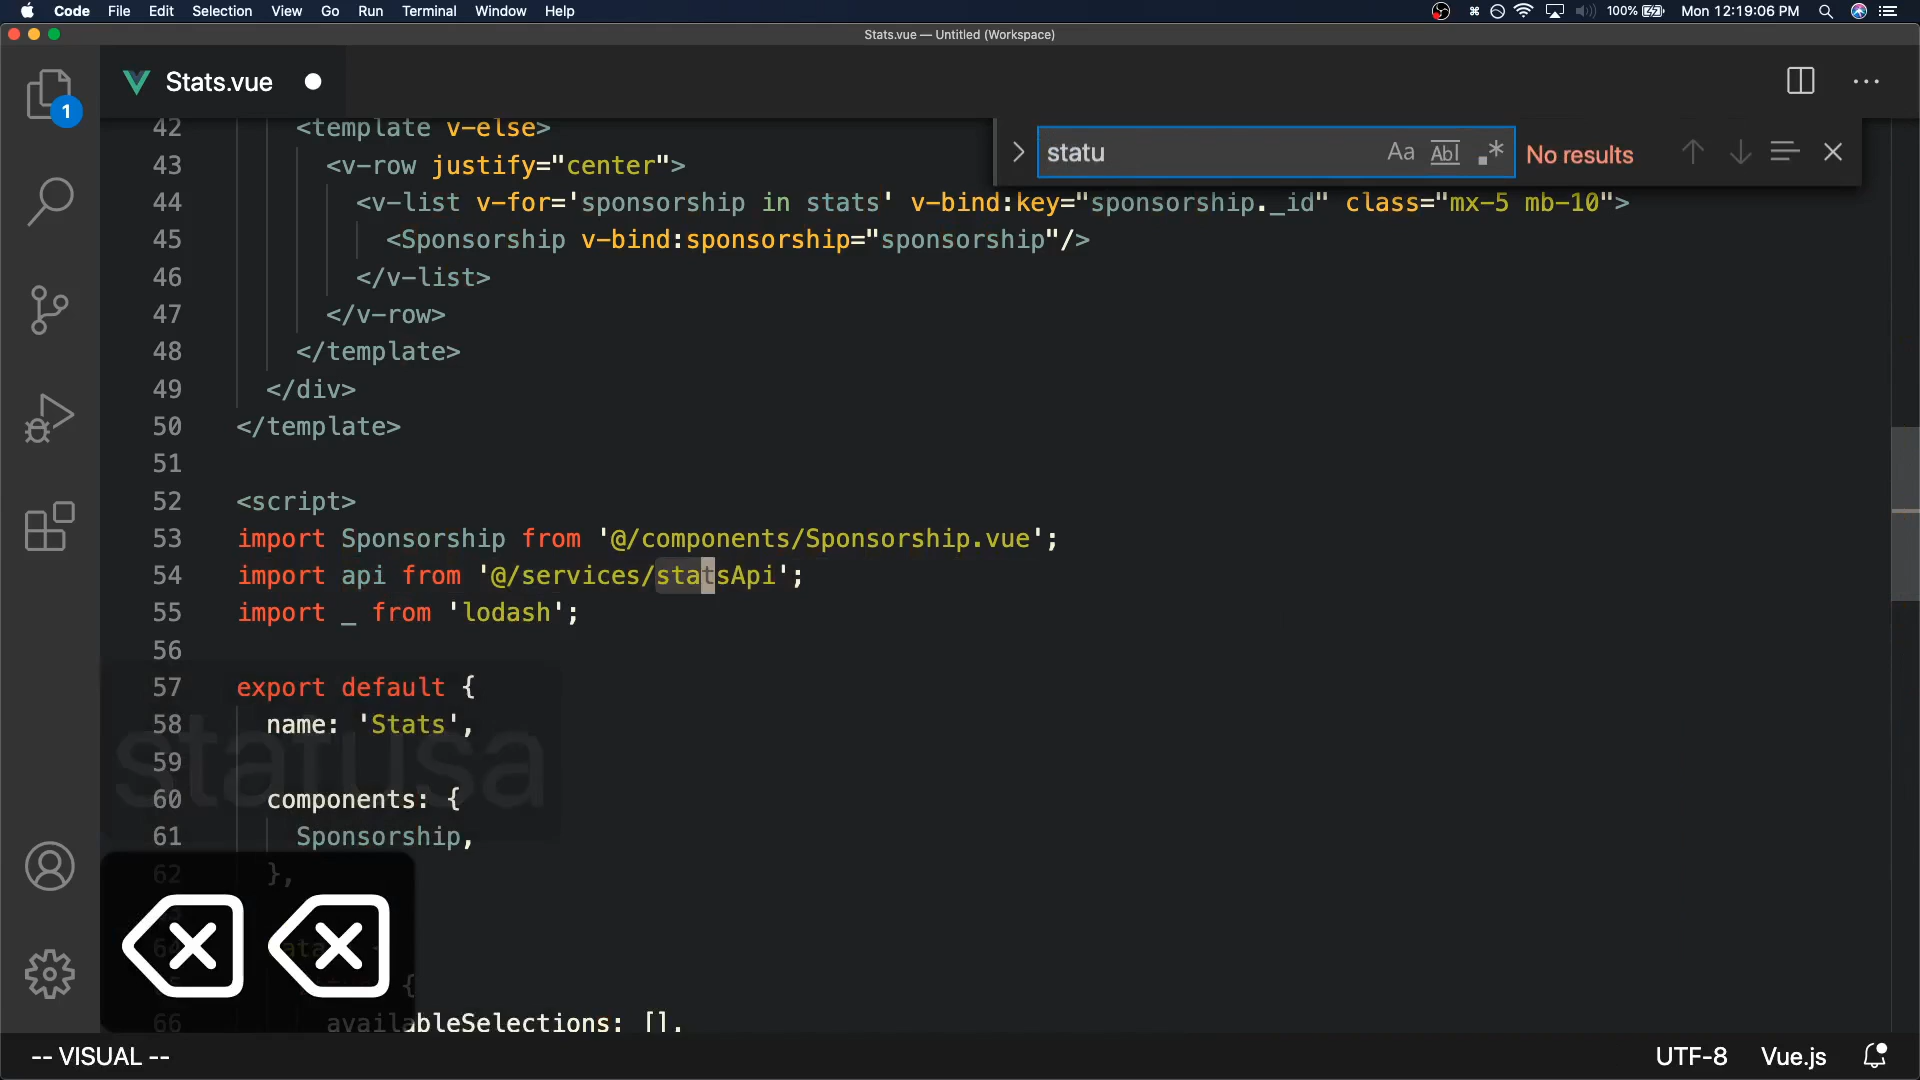 Code File Edit Selection View Go Run Terminal Window Help 100% Mon 12:19:06 PM
Stats.vue — Untitled (Workspace)
1
Stats.vue
statu Aa Abl .* No results
42 <template v-else>
43 <v-row justify="center">
44 <v-list v-for='sponsorship in stats' v-bind:key="sponsorship._id" class="mx-5 mb-10">
45 <Sponsorship v-bind:sponsorship="sponsorship"/>
46 </v-list>
47 </v-row>
48 </template>
49 </div>
50 </template>
51
52 <script>
53 import Sponsorship from '@/components/Sponsorship.vue';
54 import api from '@/services/statsApi';
55 import _ from 'lodash';
56
57 export default {
58 name: 'Stats',
59
statusa
60 components: {
61 Sponsorship,
62 },
{
66 availableSelections: [],
-- VISUAL -- UTF-8 Vue.js